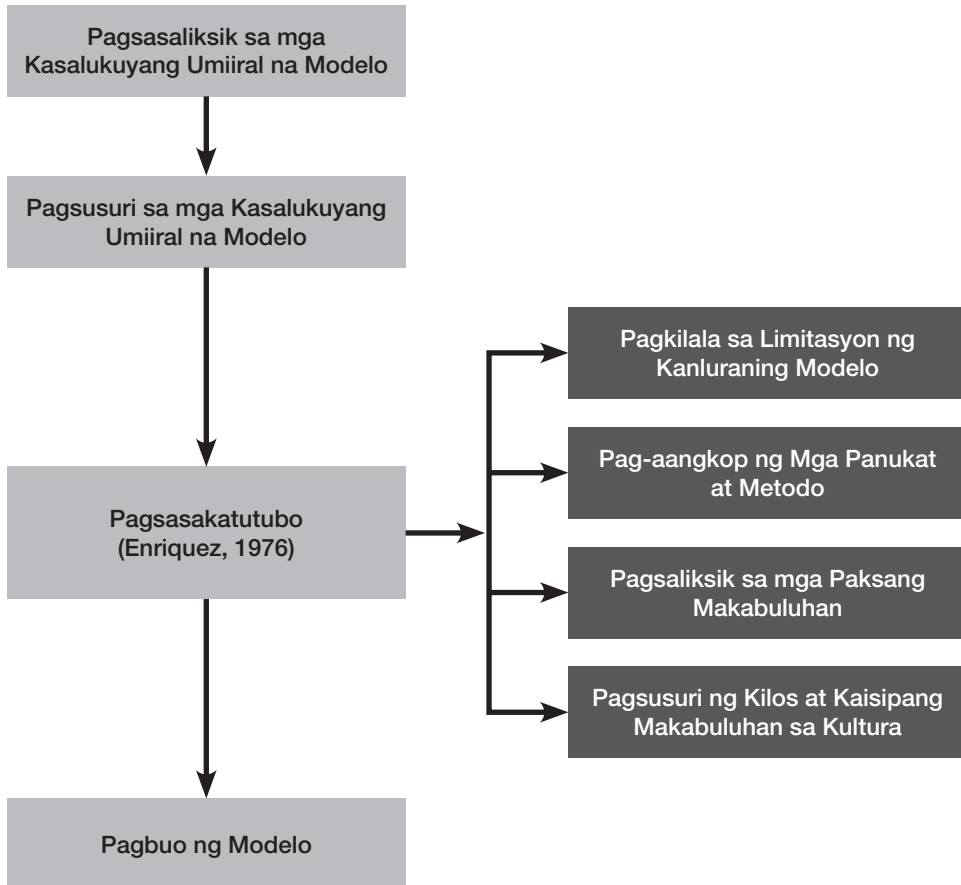 Pagsasaliksik sa mga
Kasalukuyang Umiiral na Modelo
Pagsusuri sa mga Kasalukuyang
Umiiral na Modelo
Pagsasakatutubo
(Enriquez, 1976)
Pagkilala sa Limitasyon ng
Kanluraning Modelo
Pag-aangkop ng Mga Panukat
at Metodo
Pagsaliksik sa mga Paksang
Makabuluhan
Pagsusuri ng Kilos at Kaisipang
Makabuluhan sa Kultura
Pagbuo ng Modelo